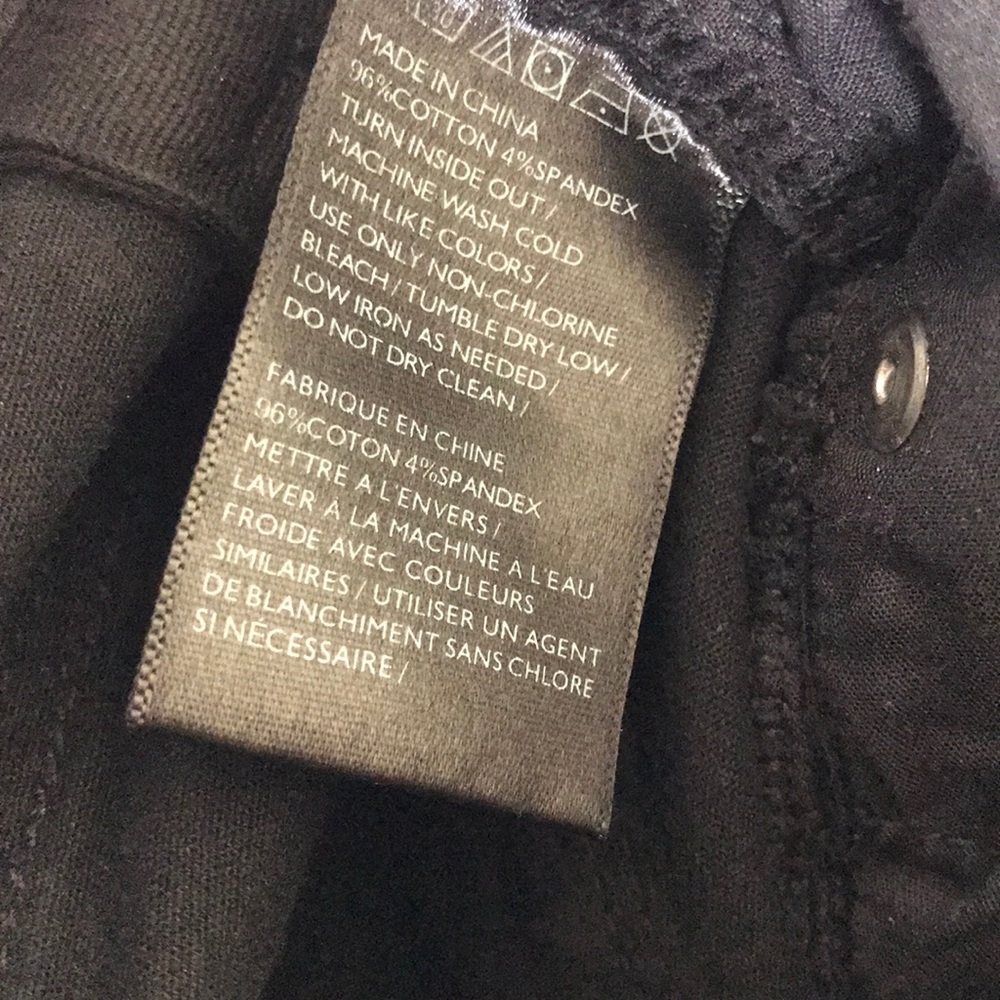 MADE IN CHINA
96%COTTON 4%SPANDEX
TURN INSIDE OUT /
MACHINE WASH COLD
WITH LIKE COLORS /
USE ONLY NON-CHLORINE
BLEACH / TUMBLE DRY LOW /
LOW IRON AS NEEDED /
DO NOT DRY CLEAN /
FABRIQUE EN CHINE
96%COTON 4%SPANDEX
METTRE A L'ENVERS /
LAVER À LA MACHINE A L'EAU
FROIDE AVEC COULEURS
SIMILAIRES / UTILISER UN AGENT
DE BLANCHIMENT SANS CHLORE
SI NÉCESSAIRE /